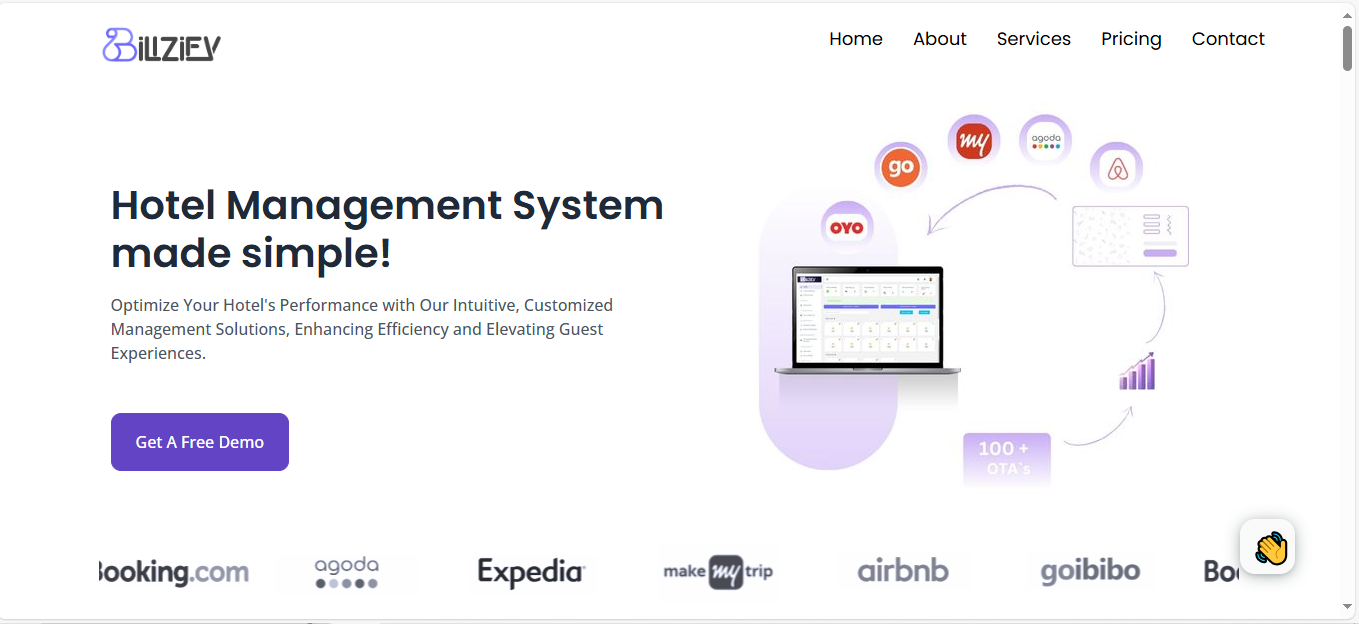 BillZiFy
Home About Services Pricing Contact
my
agoda
go
OYO
Hotel Management System
made simple!
Optimize Your Hotel's Performance with Our Intuitive, Customized
Management Solutions, Enhancing Efficiency and Elevating Guest
Experiences.
Get A Free Demo
100 +
OTA`s
Booking.com
agoda
Expedia
make my trip
airbnb
goibibo
Boo